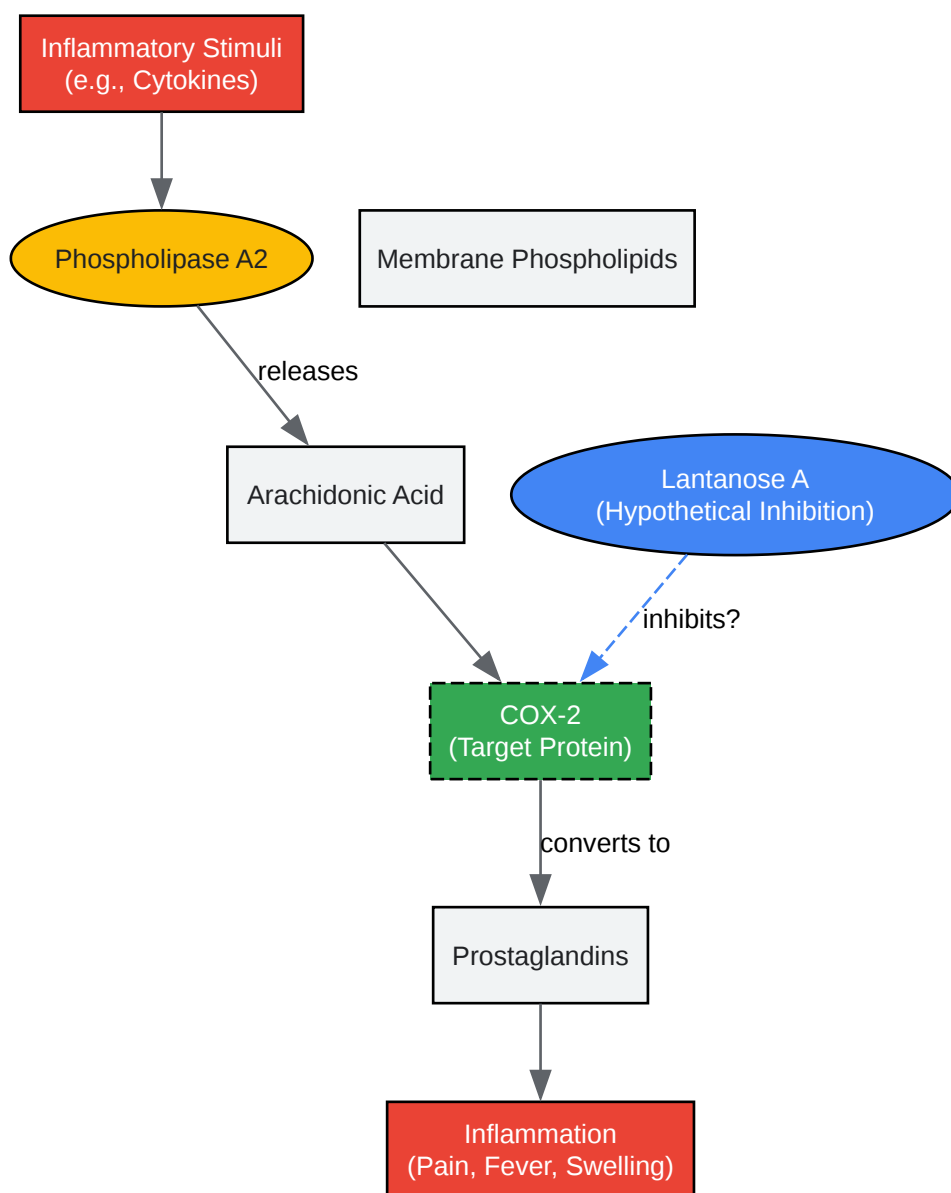 Inflammatory Stimuli
(e.g., Cytokines)
Phospholipase A2
Membrane Phospholipids
releases
Arachidonic Acid
Lantanose A
(Hypothetical Inhibition)
inhibits?
COX-2
(Target Protein)
converts to
Prostaglandins
Inflammation
(Pain, Fever, Swelling)